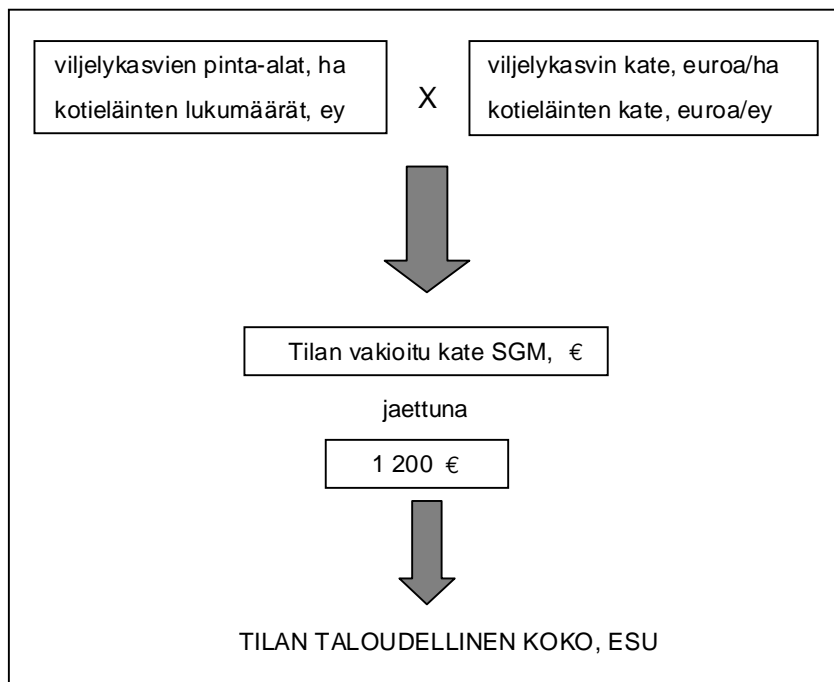 viljelykasvien pinta-alat, ha
kotieläinten lukumäärät, ey
X
viljelykasvin kate, euroa/ha
kotieläinten kate, euroa/ey
Tilan vakioitu kate SGM, €
jaettuna
1 200 €
TILAN TALOUDELLINEN KOKO, ESU